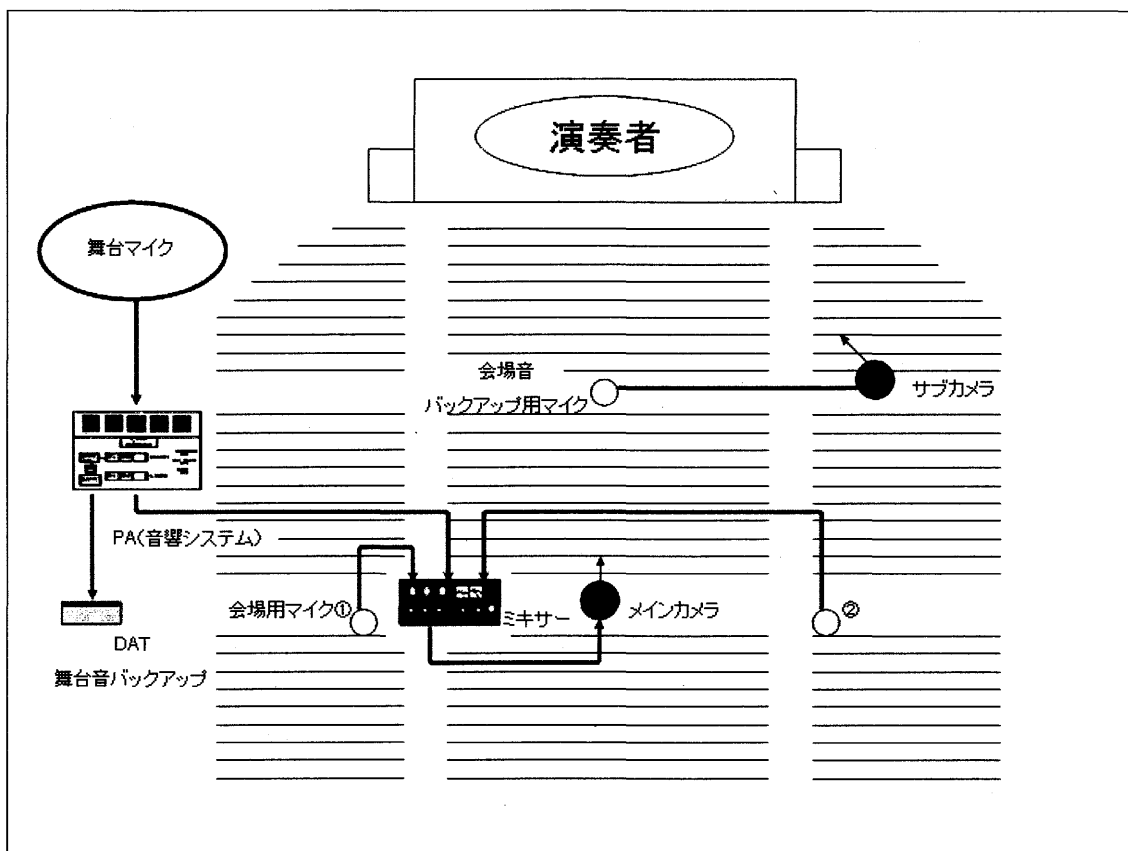 演奏者
舞台マイク
会場音
バックアップ用マイク
サブカメラ
PA(音響システム)
会場用マイク①
ミキサー
メインカメラ
②
DAT
舞台音バックアップ